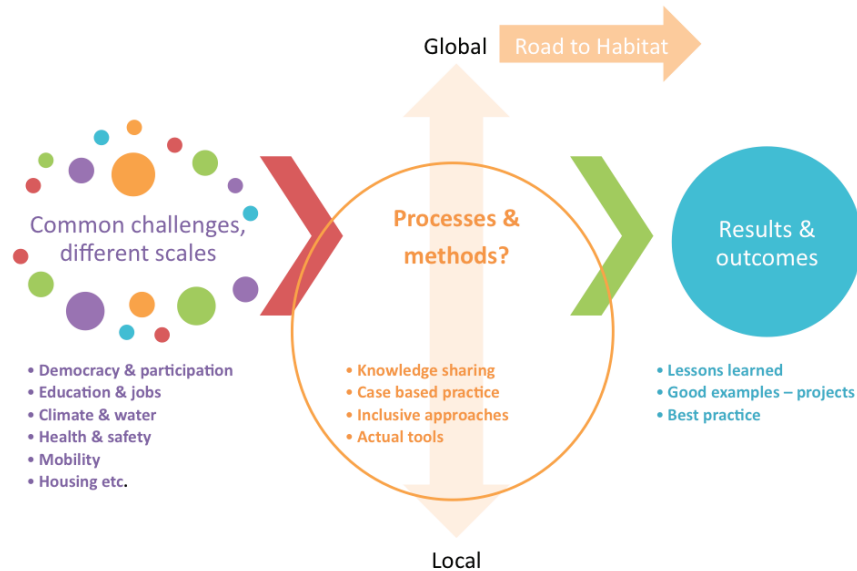 Global
Road to Habitat
Common challenges,
different scales
Processes &
methods?
Results &
outcomes
• Democracy & participation
• Education & jobs
• Climate & water
• Health & safety
• Mobility
• Housing etc.
• Knowledge sharing
• Case based practice
• Inclusive approaches
• Actual tools
• Lessons learned
• Good examples – projects
• Best practice
Local